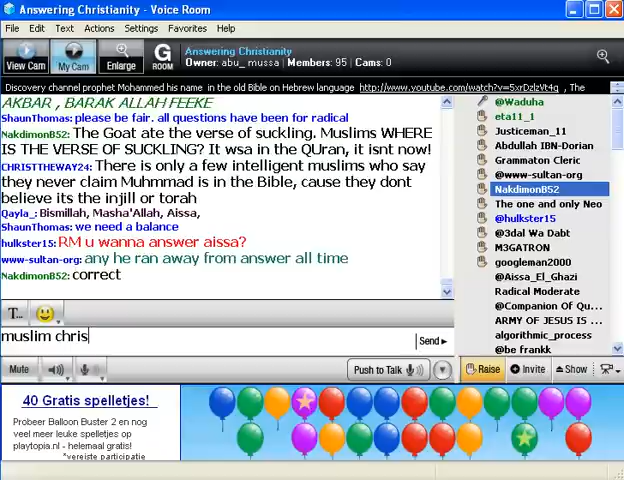 Answering Christianity - Voice Room
File Edit Text Actions Settings Favorites Help
View Cam My Cam Enlarge G ROOM
Answering Christianity
Owner: abu_ mussa | Members: 95 | Cams: 0
Discovery channel prophet Mohammed his name in the old Bible on Hebrew language http://www.youtube.com/watch?v=5xrDzlzVt4g , The
AKBAR , BARAK ALLAH FEEKE
ShaunThomas: please be fair. all questions have been for radical
NakdimonB52: The Goat ate the verse of suckling. Muslims WHERE
IS THE VERSE OF SUCKLING? It wsa in the QUran, it isnt now!
CHRISTTHEWAY24: There is only a few intelligent muslims who say
they never claim Muhmmad is in the Bible, cause they dont
believe its the injill or torah
Qayla_: Bismillah, Masha'Allah, Aissa,
ShaunThomas: we need a balance
hulkster15: RM u wanna answer aissa?
www-sultan-org: any he ran away from answer all time
NakdimonB52: correct
@Waduha
eta11_1
Justiceman_11
Abdullah IBN-Dorian
Grammaton Cleric
@www-sultan-org
NakdimonB52
The one and only Neo
@hulkster15
@3dal Wa Dabt
M3GATRON
googleman2000
@Aissa_El_Ghazi
Radical Moderate
@Companion Of Qu...
ARMY OF JESUS IS ...
algorithmic_process
@be frankk
T...
muslim chris
Send
Mute Push to Talk Raise Invite Show
40 Gratis spelletjes!
Probeer Balloon Buster 2 en nog
veel meer leuke spelletjes op
playtopia.nl - helemaal gratis!
*vereiste participatie